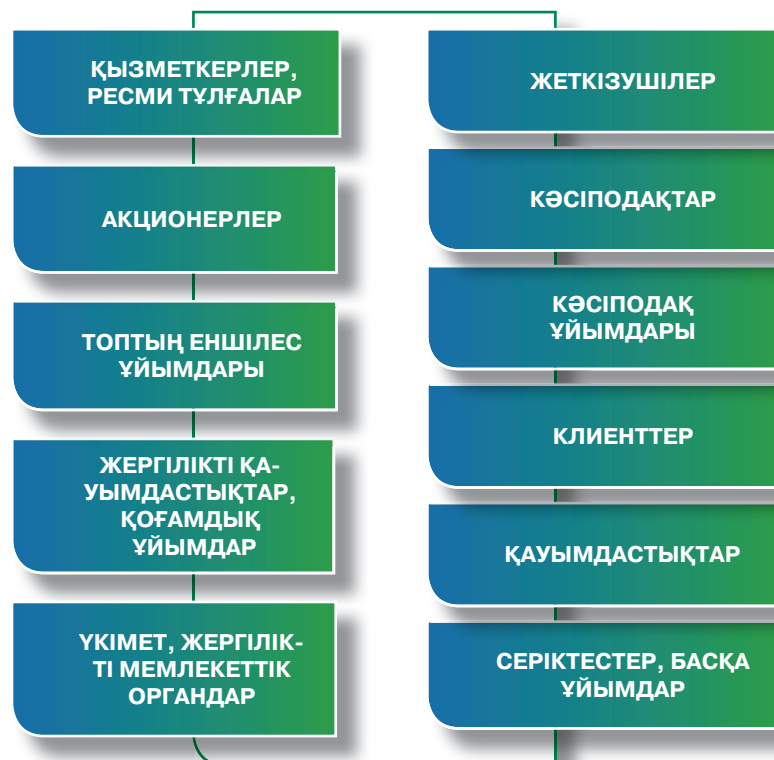 ҚЫЗМЕТКЕРЛЕР,
РЕСМИ ТҰЛҒАЛАР
АКЦИОНЕРЛЕР
ТОПТЫҢ ЕНШІЛЕС
ҰЙЫМДАРЫ
ЖЕРГІЛІКТІ ҚА-
УЫМДАСТЫҚТАР,
ҚОҒАМДЫҚ
ҰЙЫМДАР
ҮКІМЕТ, ЖЕРГІЛІК-
ТІ МЕМЛЕКЕТТІК
ОРГАНДАР
ЖЕТКІЗУШІЛЕР
КӘСІПОДАҚТАР
КӘСІПОДАҚ
ҰЙЫМДАРЫ
КЛИЕНТТЕР
ҚАУЫМДАСТЫҚТАР
СЕРІКТЕСТЕР, БАСҚА
ҰЙЫМДАР